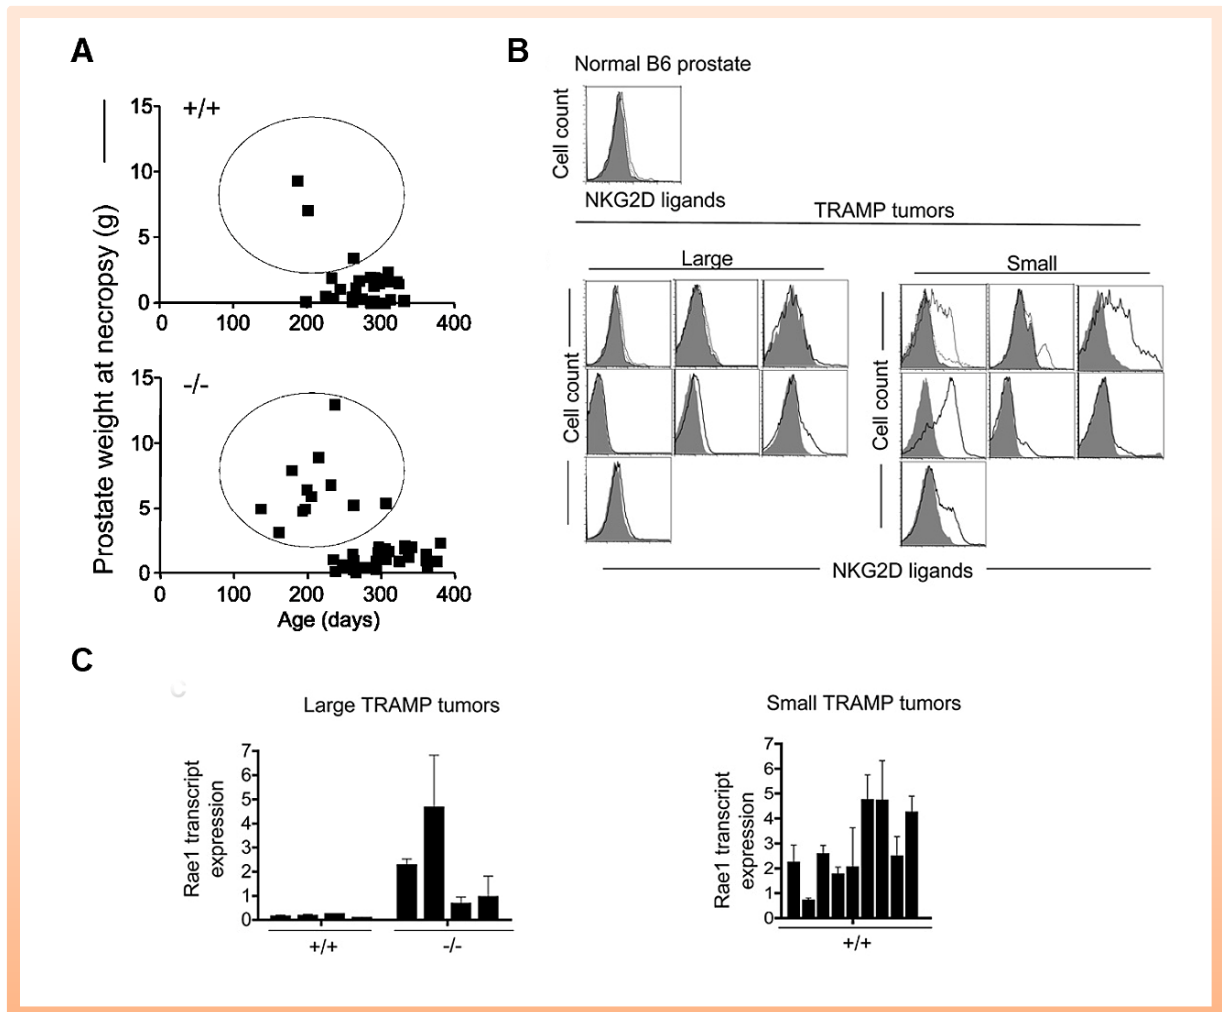 A
Prostate weight at necropsy (g)
+/+
15
10
5
0
0 100 200 300 400
-/-
15
10
5
0
0 100 200 300 400
Age (days)
B
Normal B6 prostate
Cell count
NKG2D ligands
TRAMP tumors
Large
Small
Cell count
Cell count
NKG2D ligands
C
Large TRAMP tumors
Rae1 transcript
expression
7
6
5
4
3
2
1
0
+/+ -/-
Small TRAMP tumors
Rae1 transcript
expression
7
6
5
4
3
2
1
0
+/+